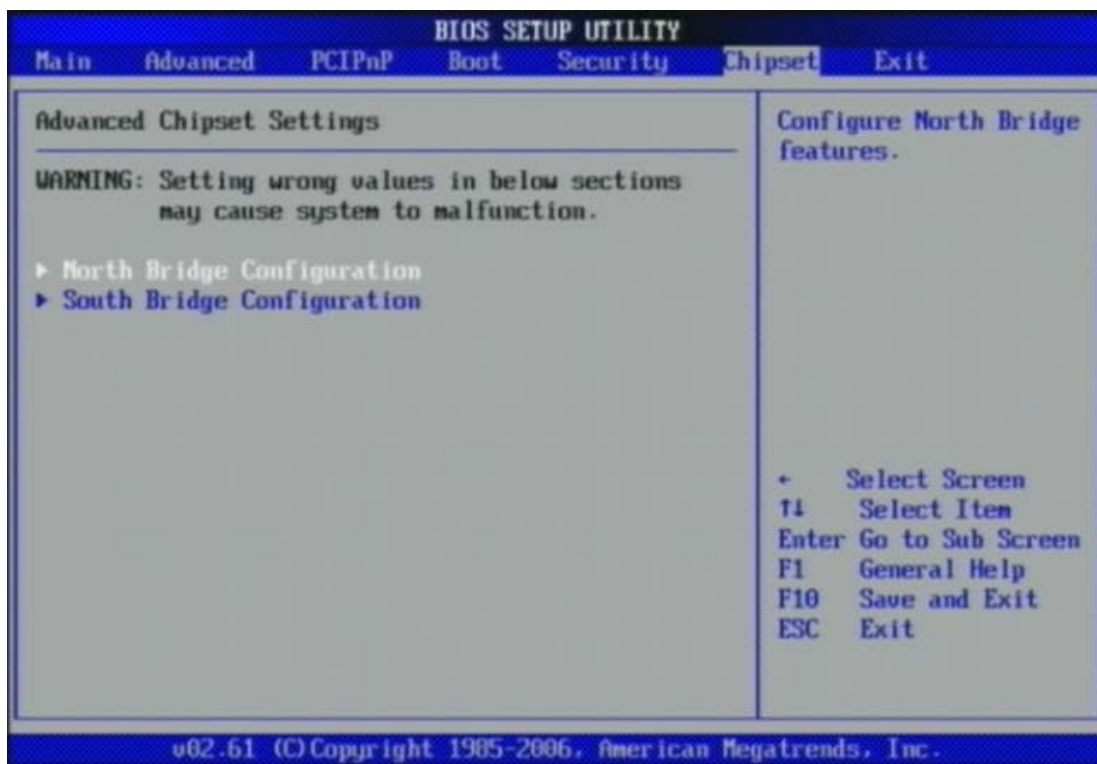 BIOS SETUP UTILITY
Main Advanced PCIPnP Boot Security Chipset Exit
Advanced Chipset Settings
WARNING: Setting wrong values in below sections
may cause system to malfunction.
▶ North Bridge Configuration
▶ South Bridge Configuration
Configure North Bridge
features.
← Select Screen
↑↓ Select Item
Enter Go to Sub Screen
F1 General Help
F10 Save and Exit
ESC Exit
v02.61 (C)Copyright 1985-2006, American Megatrends, Inc.